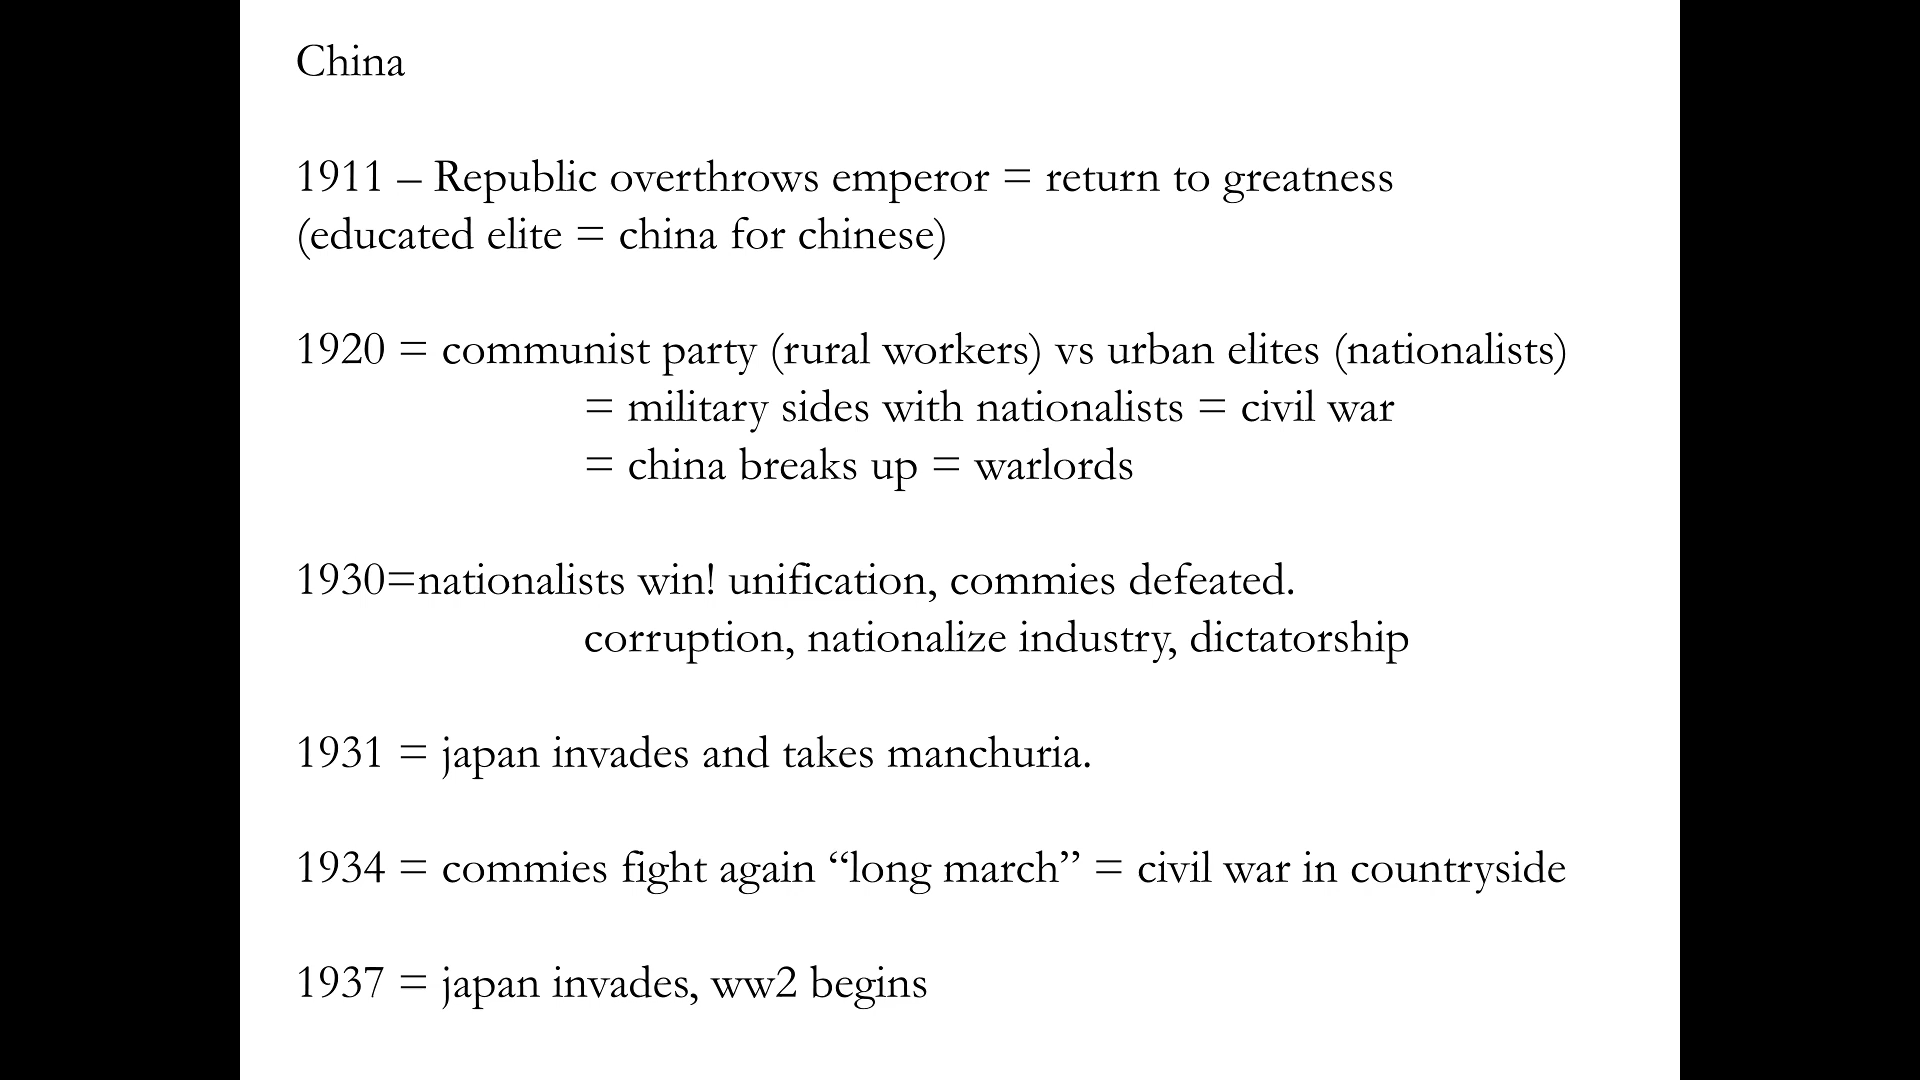 China
1911 – Republic overthrows emperor = return to greatness
(educated elite = china for chinese)
1920 = communist party (rural workers) vs urban elites (nationalists)
= military sides with nationalists = civil war
= china breaks up = warlords
1930=nationalists win! unification, commies defeated.
corruption, nationalize industry, dictatorship
1931 = japan invades and takes manchuria.
1934 = commies fight again “long march” = civil war in countryside
1937 = japan invades, ww2 begins